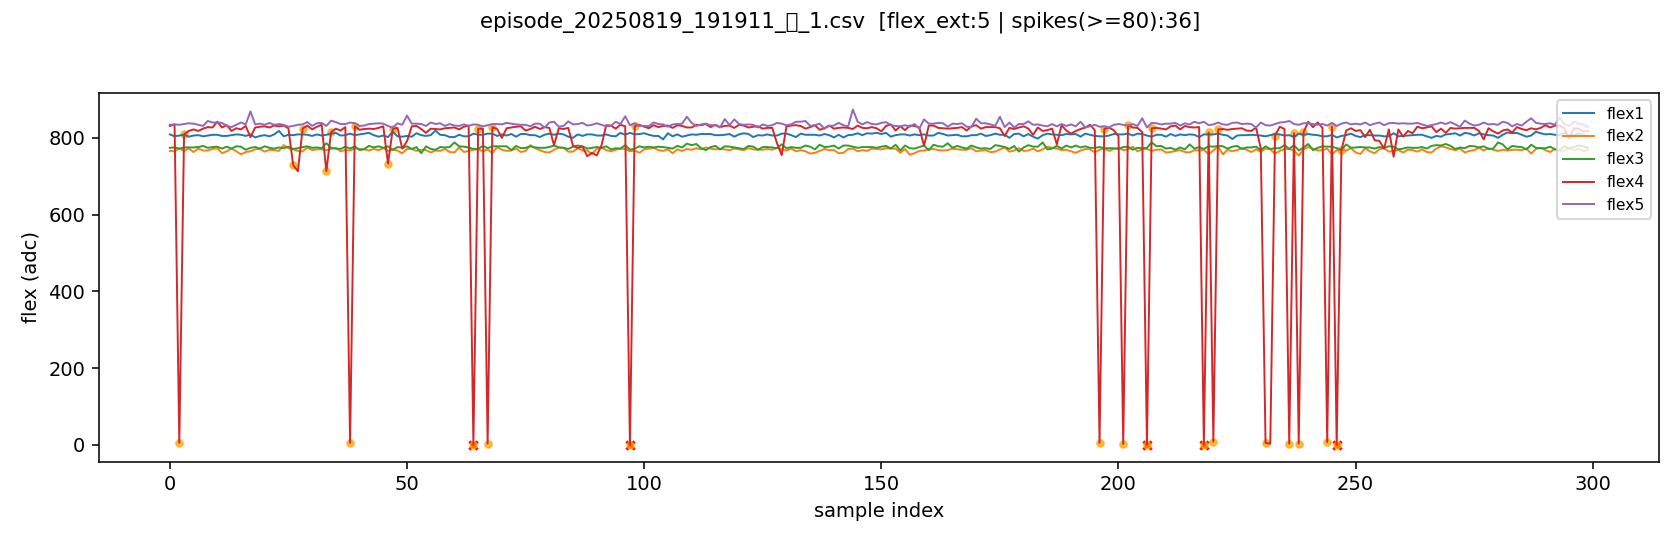 episode_20250819_191911_▯_1.csv [flex_ext:5 | spikes(>=80):36]
flex (adc)
800
600
400
200
0
0 50 100 150 200 250 300
sample index
flex1
flex2
flex3
flex4
flex5